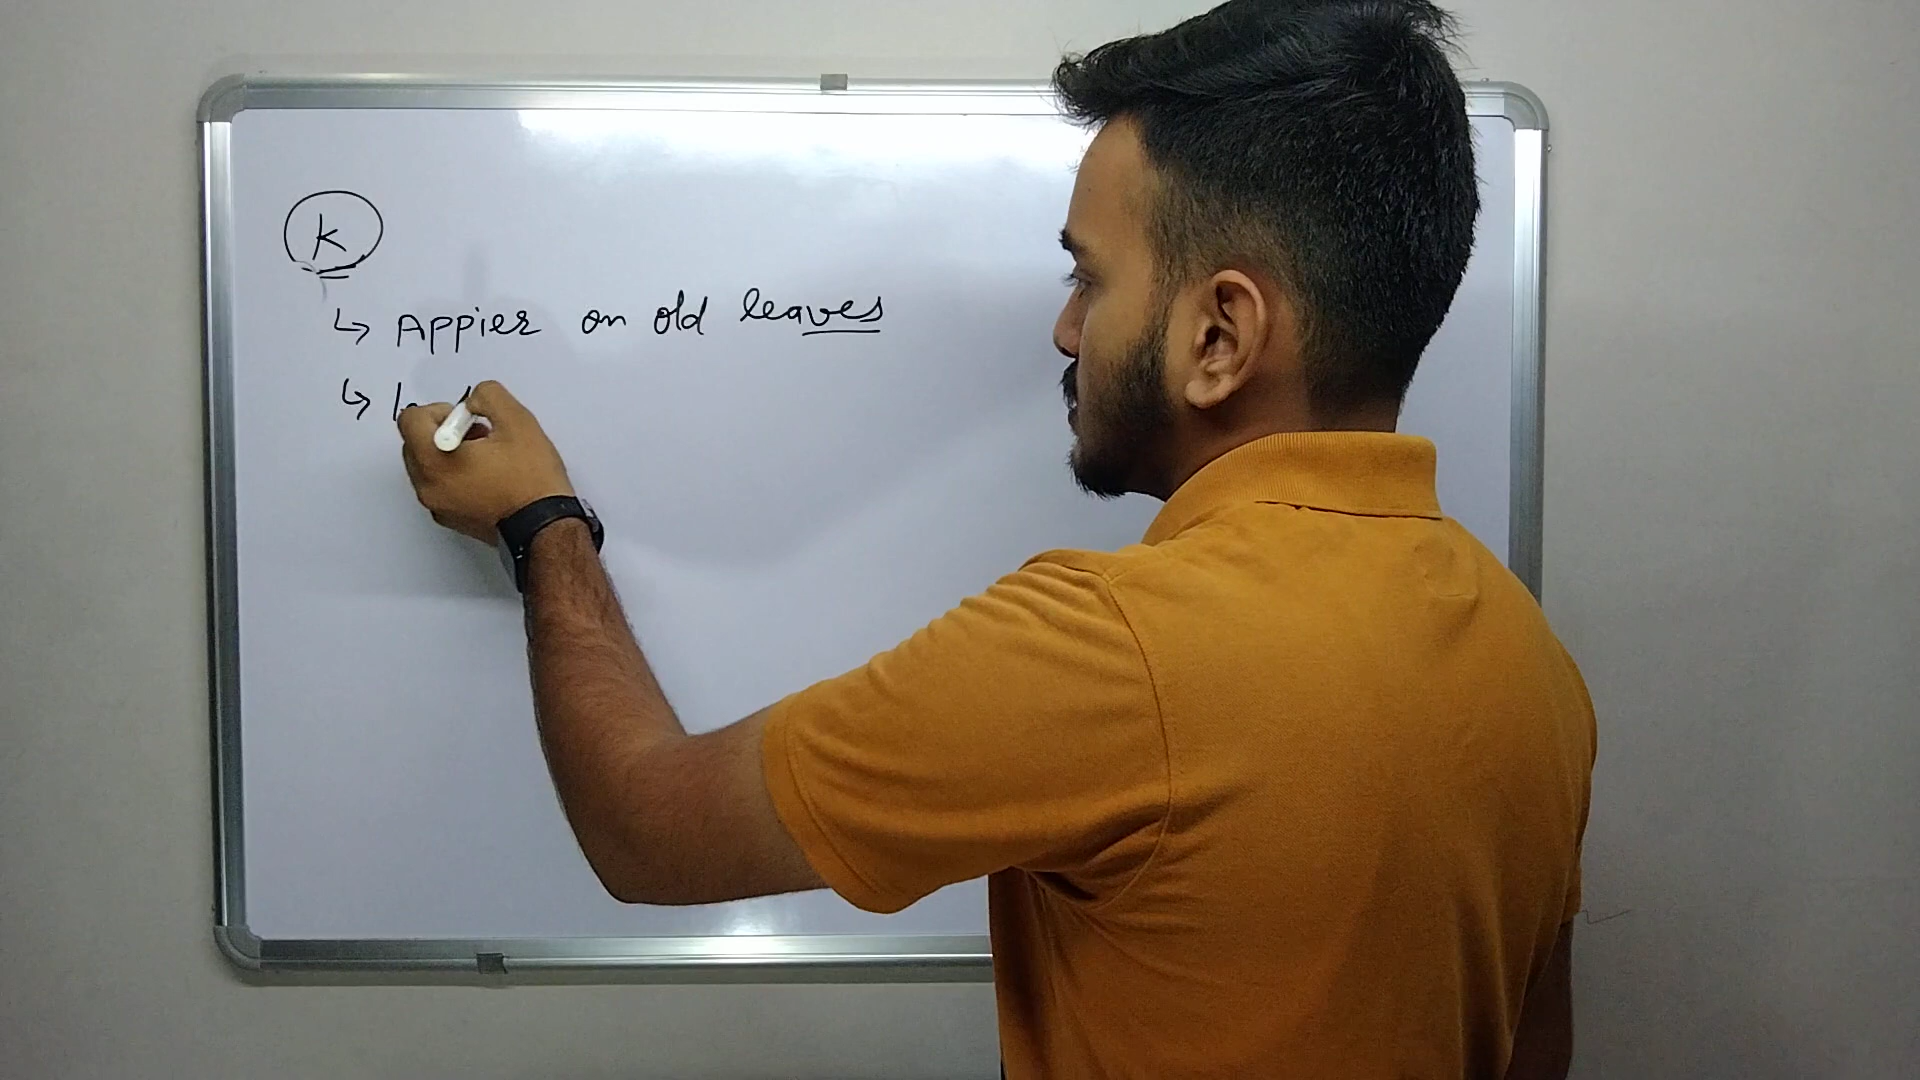 K
↳ Appier on old leaves
↳